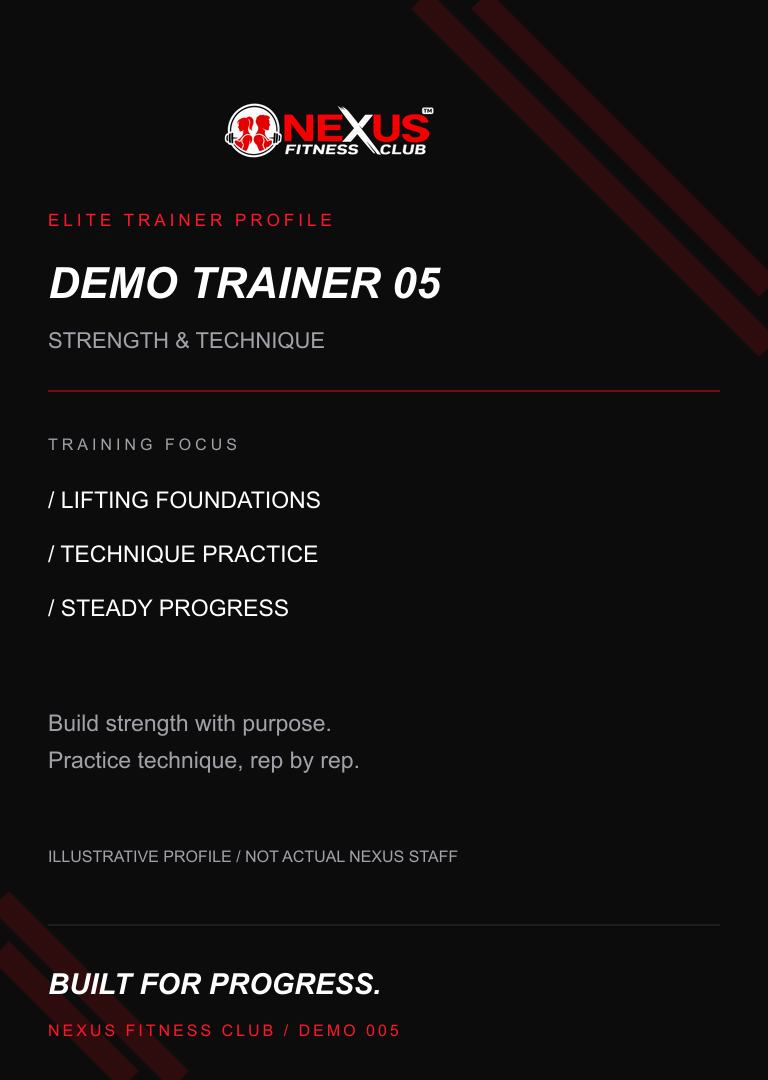 NEXUS™
FITNESS CLUB
ELITE TRAINER PROFILE
DEMO TRAINER 05
STRENGTH & TECHNIQUE
TRAINING FOCUS
/ LIFTING FOUNDATIONS
/ TECHNIQUE PRACTICE
/ STEADY PROGRESS
Build strength with purpose.
Practice technique, rep by rep.
ILLUSTRATIVE PROFILE / NOT ACTUAL NEXUS STAFF
BUILT FOR PROGRESS.
NEXUS FITNESS CLUB / DEMO 005